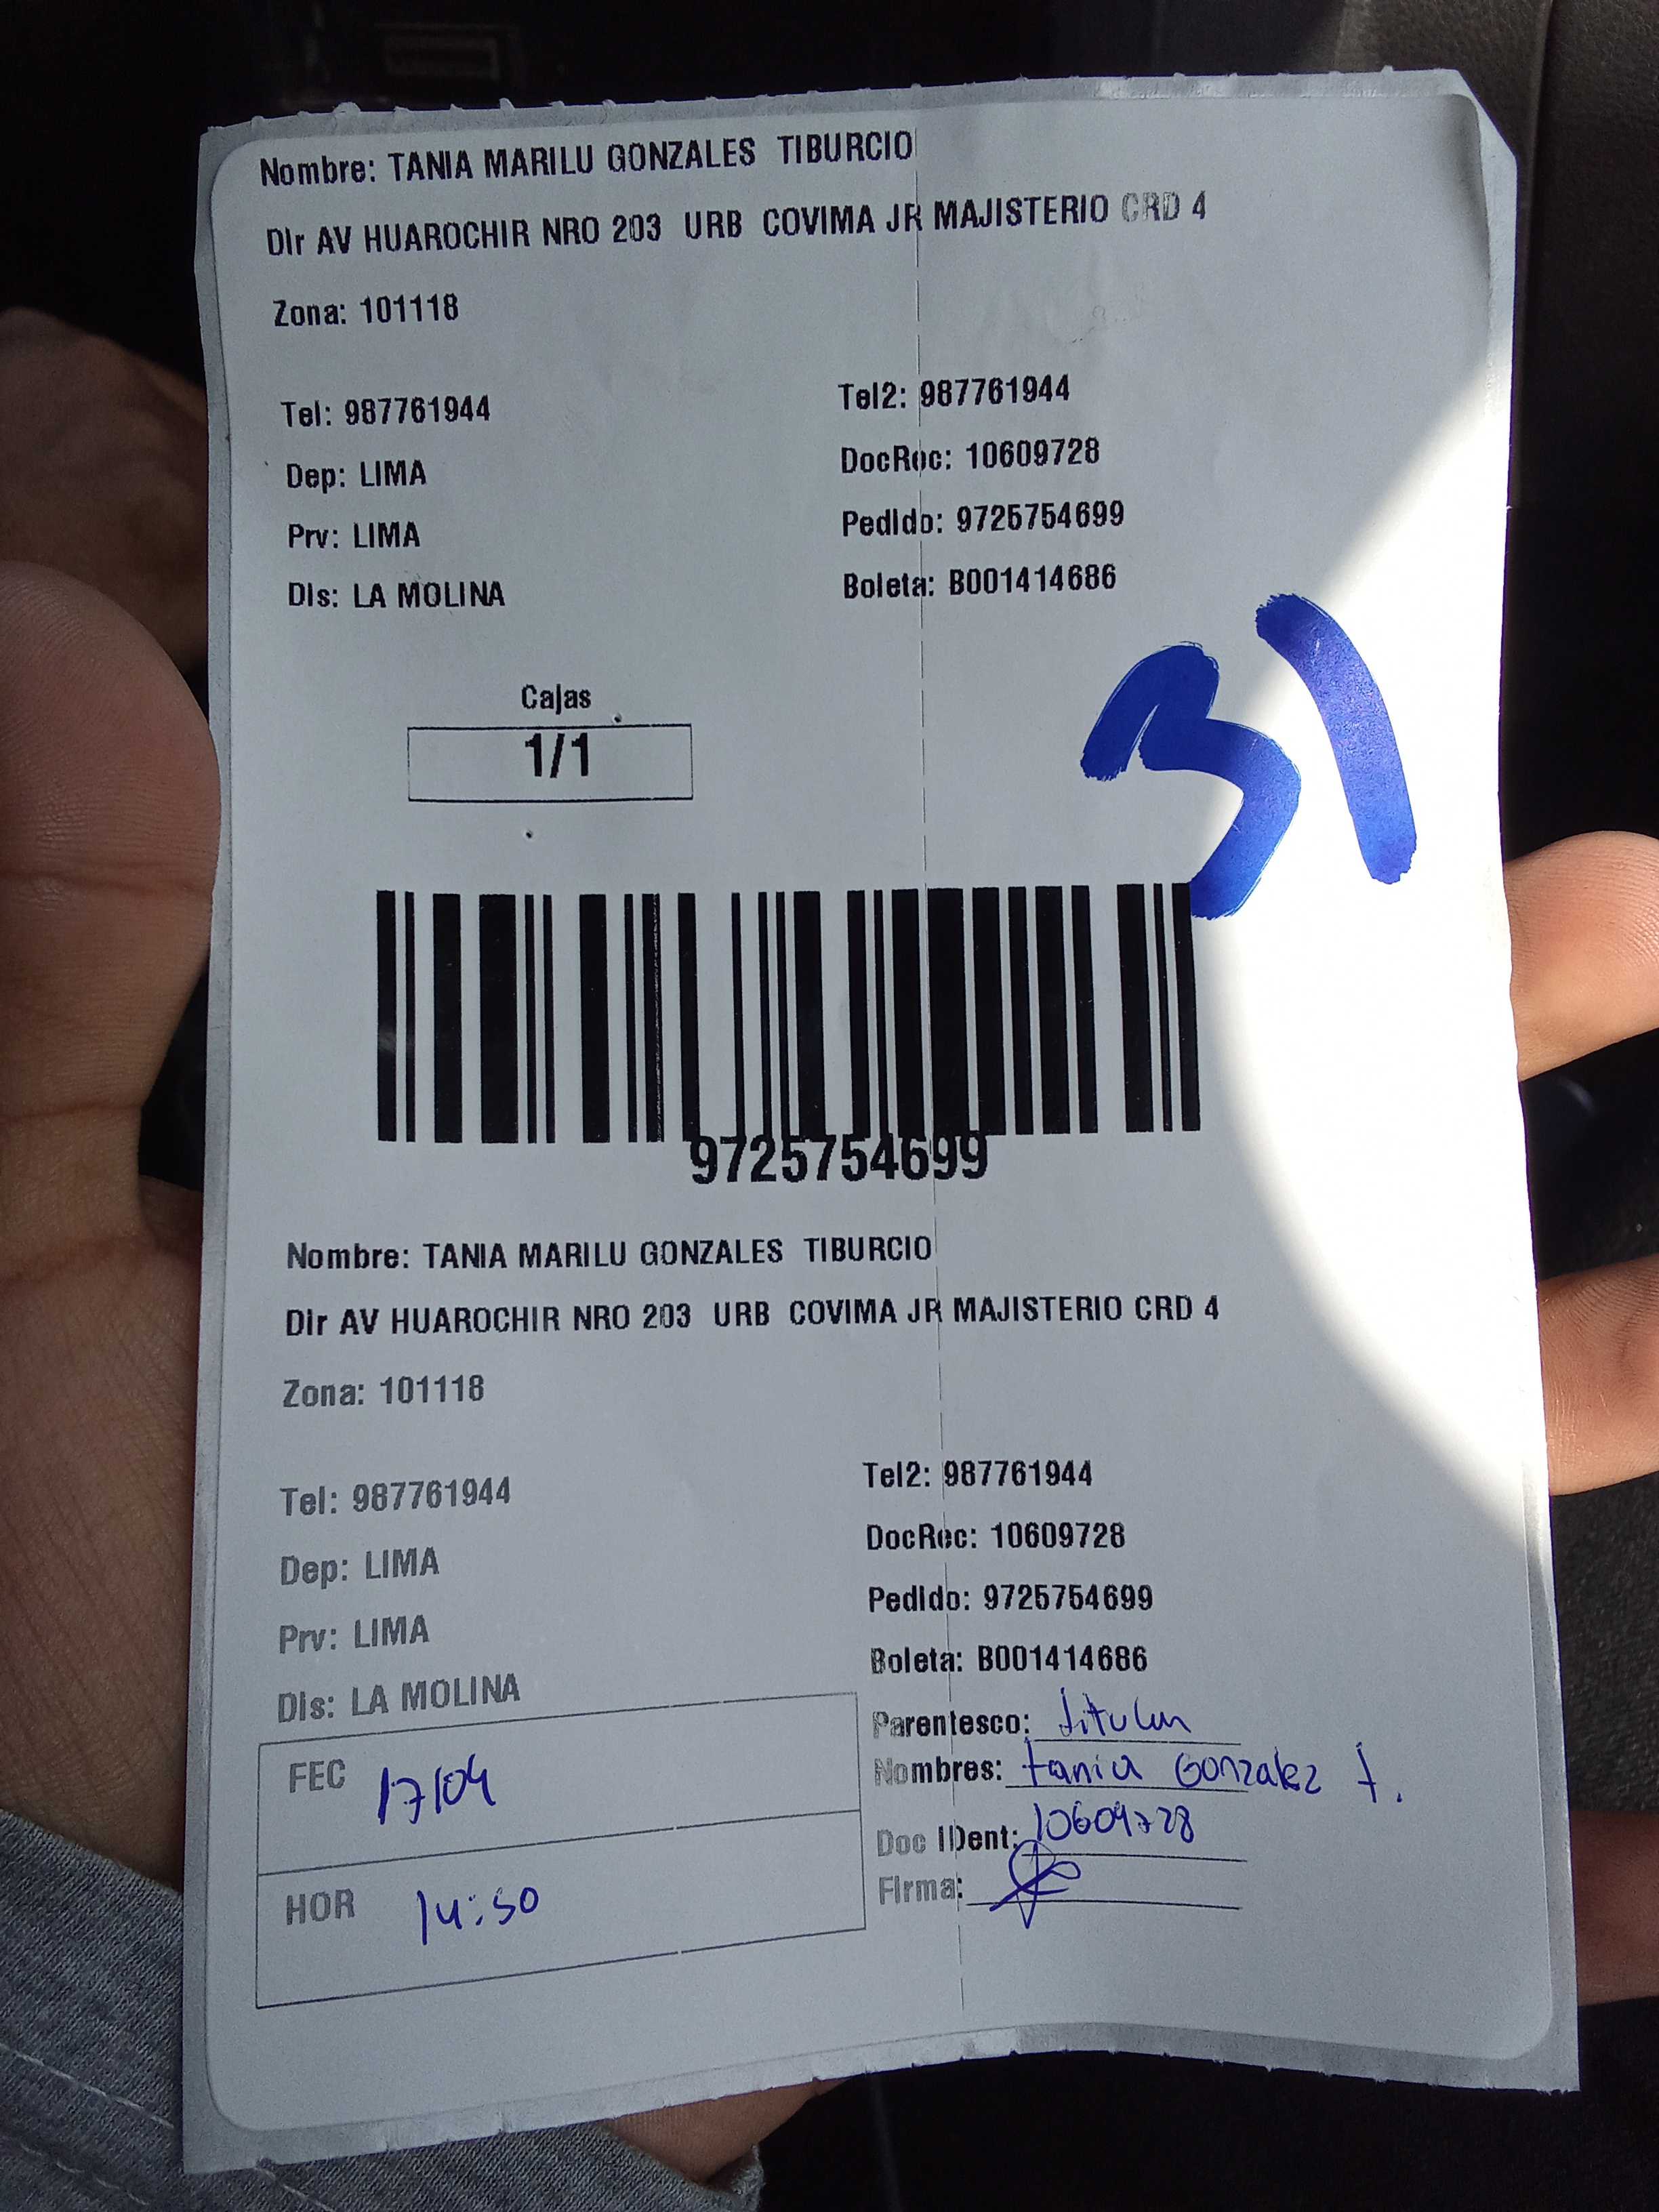 Nombre: TANIA MARILU GONZALES TIBURCIO
Dir AV HUAROCHIR NRO 203 URB COVIMA JR MAJISTERIO CRD 4
Zona: 101118
Tel: 987761944 Tel2: 987761944
Dep: LIMA DocRec: 10609728
Prv: LIMA Pedido: 9725754699
Dis: LA MOLINA Boleta: B001414686
31
Cajas
1/1
9725754699
Nombre: TANIA MARILU GONZALES TIBURCIO
Dir AV HUAROCHIR NRO 203 URB COVIMA JR MAJISTERIO CRD 4
Zona: 101118
Tel: 987761944 Tel2: 987761944
Dep: LIMA DocRec: 10609728
Prv: LIMA Pedido: 9725754699
Dis: LA MOLINA Boleta: B001414686
Parentesco: titular
FEC 17/04 Nombres: tania Gonzalez t.
Doc IDent: 10609728
HOR 14:50 Firma: